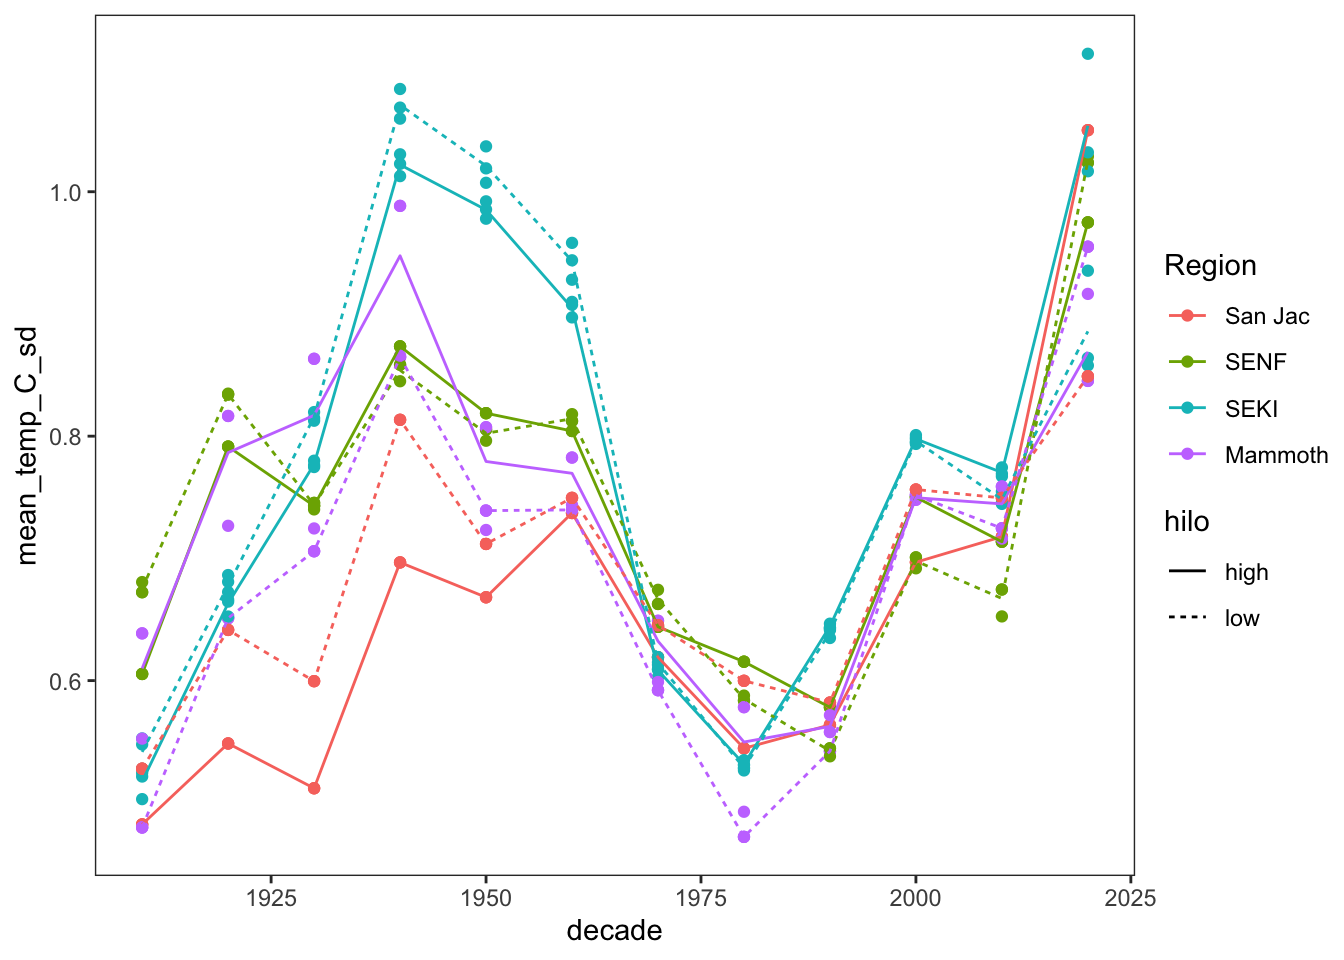 mean_temp_C_sd
1.0
0.8
0.6
1925
1950
1975
2000
2025
decade
Region
San Jac
SENF
SEKI
Mammoth
hilo
high
low